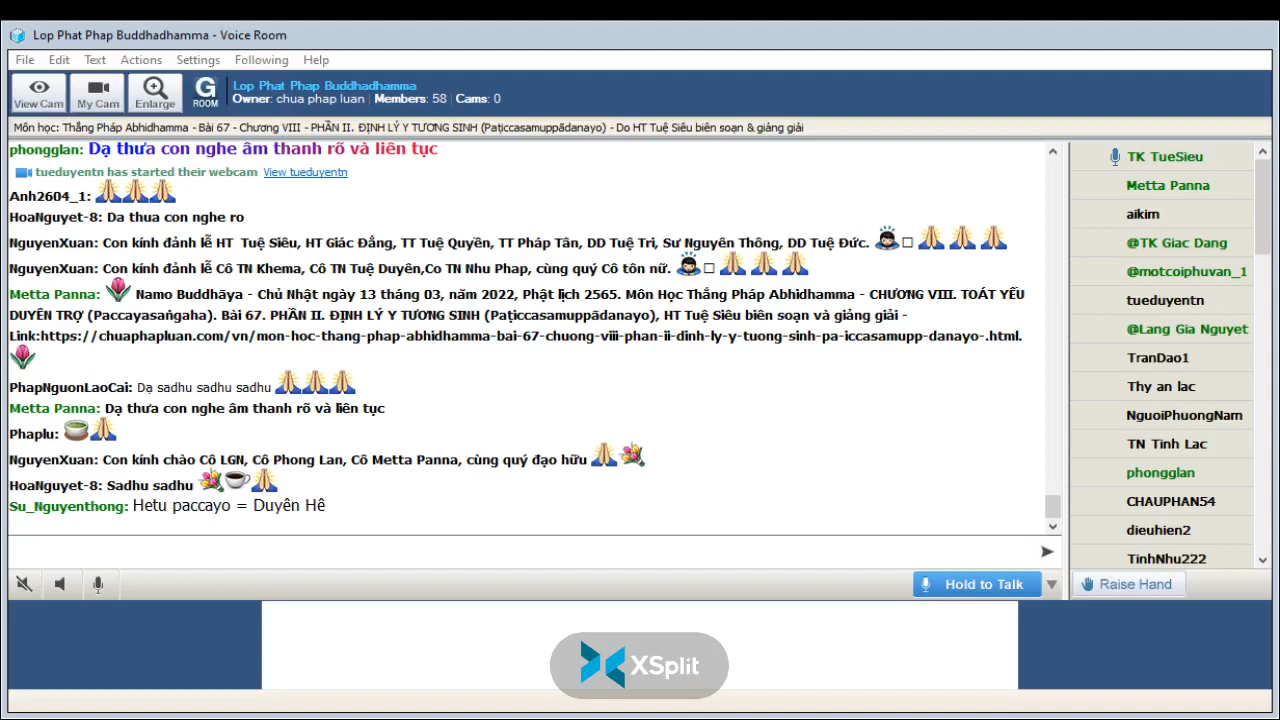 Lop Phat Phap Buddhadhamma - Voice Room
File Edit Text Actions Settings Following Help
View Cam My Cam Enlarge G ROOM
Lop Phat Phap Buddhadhamma
Owner: chua phap luan | Members: 58 | Cams: 0
Môn học: Thắng Pháp Abhidhamma - Bài 67 - Chương VIII - PHẦN II. ĐỊNH LÝ Y TƯƠNG SINH (Paṭiccasamuppādanayo) - Do HT Tuệ Siêu biên soạn & giảng giải
phongglan: Dạ thưa con nghe âm thanh rõ và liên tục
tueduyentn has started their webcam View tueduyentn
Anh2604_1:
HoaNguyet-8: Da thua con nghe ro
NguyenXuan: Con kính đảnh lễ HT Tuệ Siêu, HT Giác Đẳng, TT Tuệ Quyền, TT Pháp Tân, DD Tuệ Tri, Sư Nguyên Thông, DD Tuệ Đức.
NguyenXuan: Con kính đảnh lễ Cô TN Khema, Cô TN Tuệ Duyên,Co TN Nhu Phap, cùng quý Cô tôn nữ.
Metta Panna: Namo Buddhāya - Chủ Nhật ngày 13 tháng 03, năm 2022, Phật lịch 2565. Môn Học Thắng Pháp Abhidhamma - CHƯƠNG VIII. TOÁT YẾU
DUYÊN TRỢ (Paccayasaṅgaha). Bài 67. PHẦN II. ĐỊNH LÝ Y TƯƠNG SINH (Paṭiccasamuppādanayo), HT Tuệ Siêu biên soạn và giảng giải -
Link:https://chuaphapluan.com/vn/mon-hoc-thang-phap-abhidhamma-bai-67-chuong-viii-phan-ii-dinh-ly-y-tuong-sinh-pa-iccasamupp-danayo-.html.
PhapNguonLaoCai: Dạ sadhu sadhu sadhu
Metta Panna: Dạ thưa con nghe âm thanh rõ và liên tục
Phaplu:
NguyenXuan: Con kính chào Cô LGN, Cô Phong Lan, Cô Metta Panna, cùng quý đạo hữu
HoaNguyet-8: Sadhu sadhu
Su_Nguyenthong: Hetu paccayo = Duyên Hê
TK TueSieu
Metta Panna
aikim
@TK Giac Dang
@motcoiphuvan_1
tueduyentn
@Lang Gia Nguyet
TranDao1
Thy an lac
NguoiPhuongNam
TN Tinh Lac
phongglan
CHAUPHAN54
dieuhien2
TinhNhu222
Hold to Talk
Raise Hand
XSplit